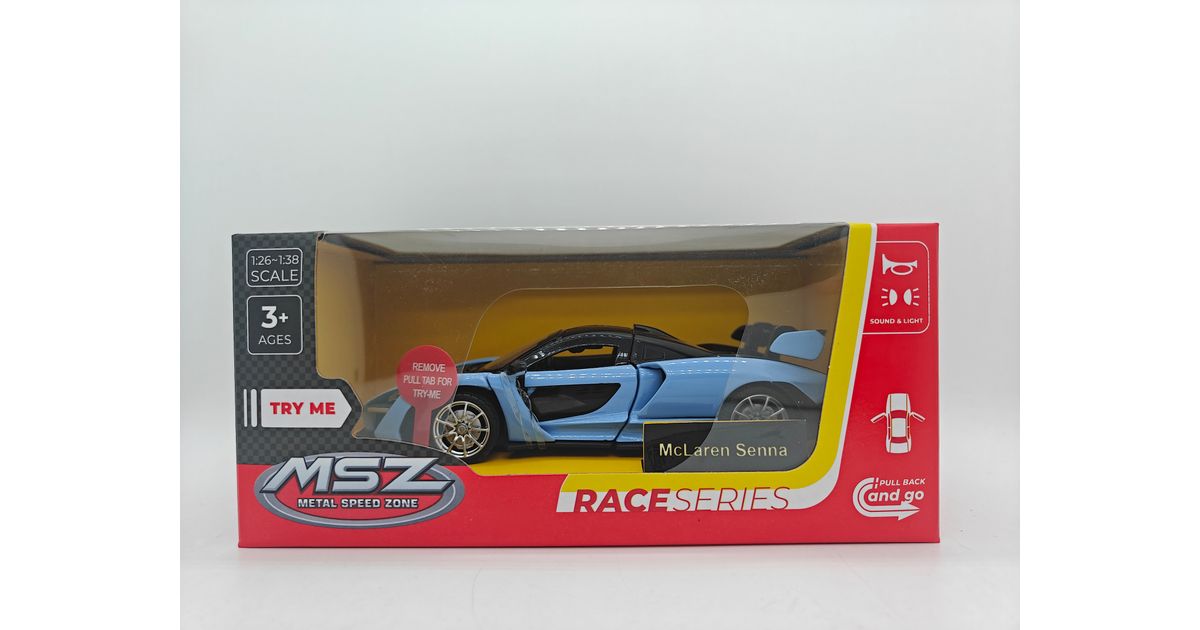 1:26~1:38
SCALE
3+
AGES
TRY ME
MSZ
METAL SPEED ZONE
REMOVE
PULL TAB FOR
TRY-ME
McLaren Senna
RACESERIES
SOUND & LIGHT
PULL BACK
and go